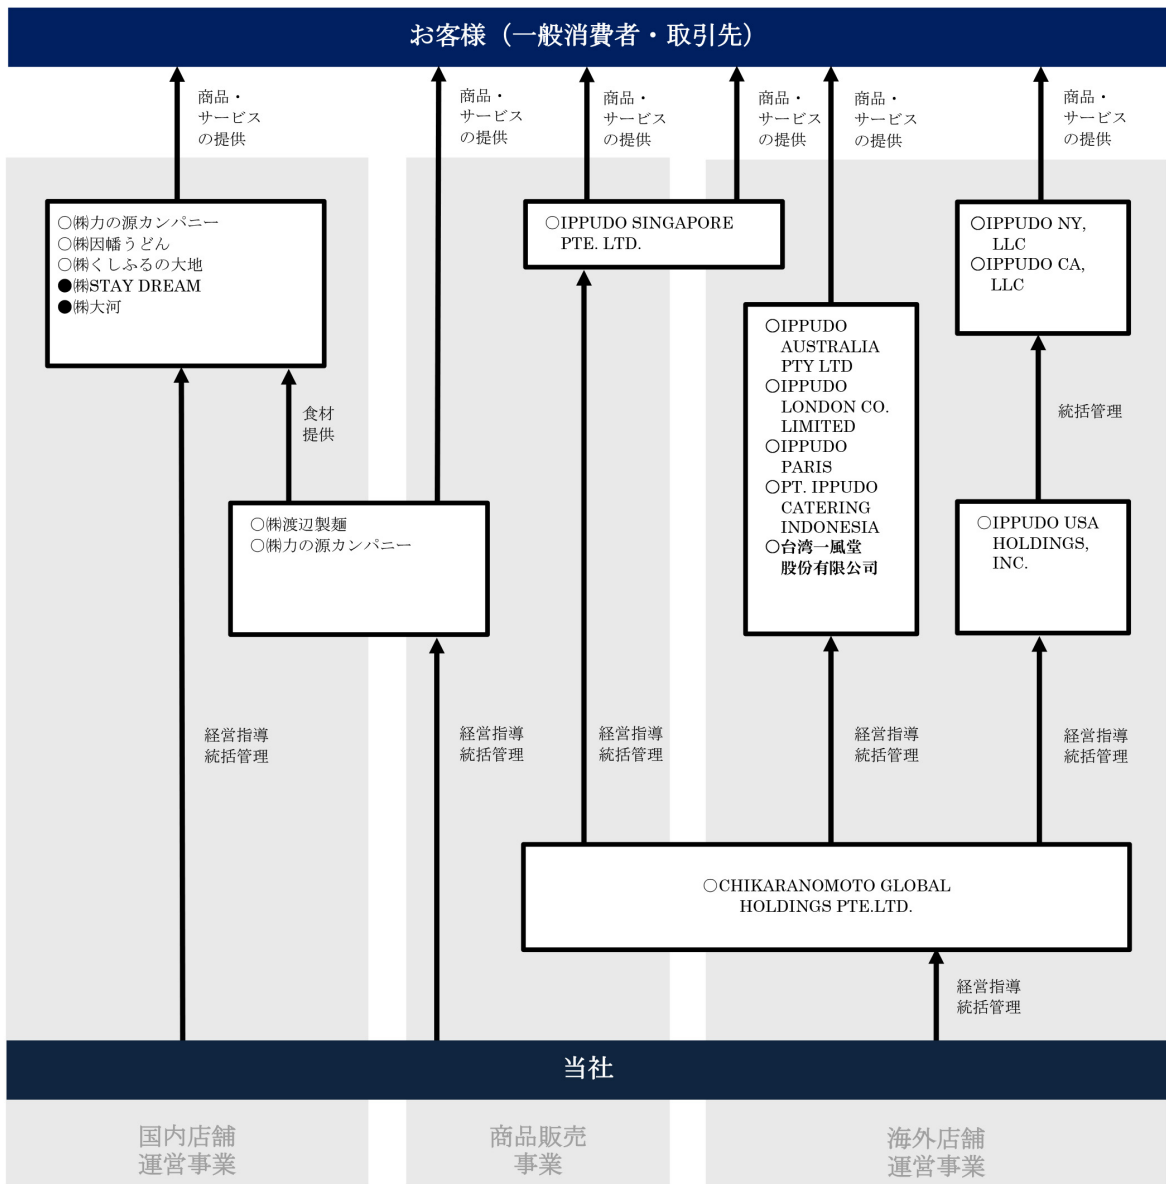 お客様（一般消費者・取引先）
商品・
サービス
の提供
商品・
サービス
の提供
商品・
サービス
の提供
商品・
サービス
の提供
商品・
サービス
の提供
商品・
サービス
の提供
○㈱力の源カンパニー
○㈱因幡うどん
○㈱くしふるの大地
●㈱STAY DREAM
●㈱大河
○IPPUDO SINGAPORE
PTE. LTD.
○IPPUDO NY,
LLC
○IPPUDO CA,
LLC
○IPPUDO
AUSTRALIA
PTY LTD
○IPPUDO
LONDON CO.
LIMITED
○IPPUDO
PARIS
○PT. IPPUDO
CATERING
INDONESIA
○台湾一風堂
股份有限公司
食材
提供
統括管理
○㈱渡辺製麺
○㈱力の源カンパニー
○IPPUDO USA
HOLDINGS,
INC.
経営指導
統括管理
経営指導
統括管理
経営指導
統括管理
経営指導
統括管理
経営指導
統括管理
○CHIKARANOMOTO GLOBAL
HOLDINGS PTE.LTD.
経営指導
統括管理
当社
国内店舗
運営事業
商品販売
事業
海外店舗
運営事業